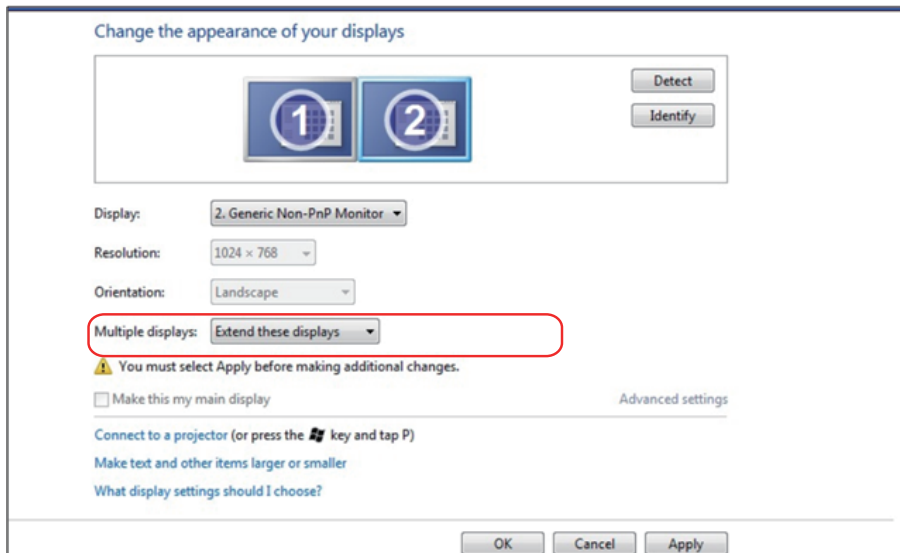 Change the appearance of your displays
1 2
Detect
Identify
Display: 2. Generic Non-PnP Monitor
Resolution: 1024 × 768
Orientation: Landscape
Multiple displays: Extend these displays
You must select Apply before making additional changes.
Make this my main display Advanced settings
Connect to a projector (or press the key and tap P)
Make text and other items larger or smaller
What display settings should I choose?
OK Cancel Apply